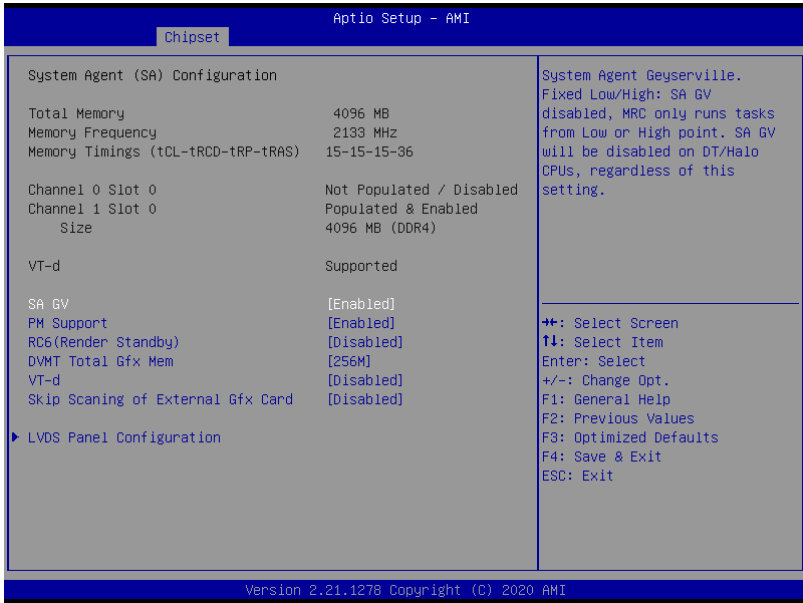 Aptio Setup - AMI
Chipset
System Agent (SA) Configuration
Total Memory 4096 MB
Memory Frequency 2133 MHz
Memory Timings (tCL-tRCD-tRP-tRAS) 15-15-15-36
Channel 0 Slot 0 Not Populated / Disabled
Channel 1 Slot 0 Populated & Enabled
Size 4096 MB (DDR4)
VT-d Supported
SA GV [Enabled]
PM Support [Enabled]
RC6(Render Standby) [Disabled]
DVMT Total Gfx Mem [256M]
VT-d [Disabled]
Skip Scaning of External Gfx Card [Disabled]
LVDS Panel Configuration
System Agent Geyserville.
Fixed Low/High: SA GV
disabled, MRC only runs tasks
from Low or High point. SA GV
will be disabled on DT/Halo
CPUs, regardless of this
setting.
→←: Select Screen
↑↓: Select Item
Enter: Select
+/-: Change Opt.
F1: General Help
F2: Previous Values
F3: Optimized Defaults
F4: Save & Exit
ESC: Exit
Version 2.21.1278 Copyright (C) 2020 AMI